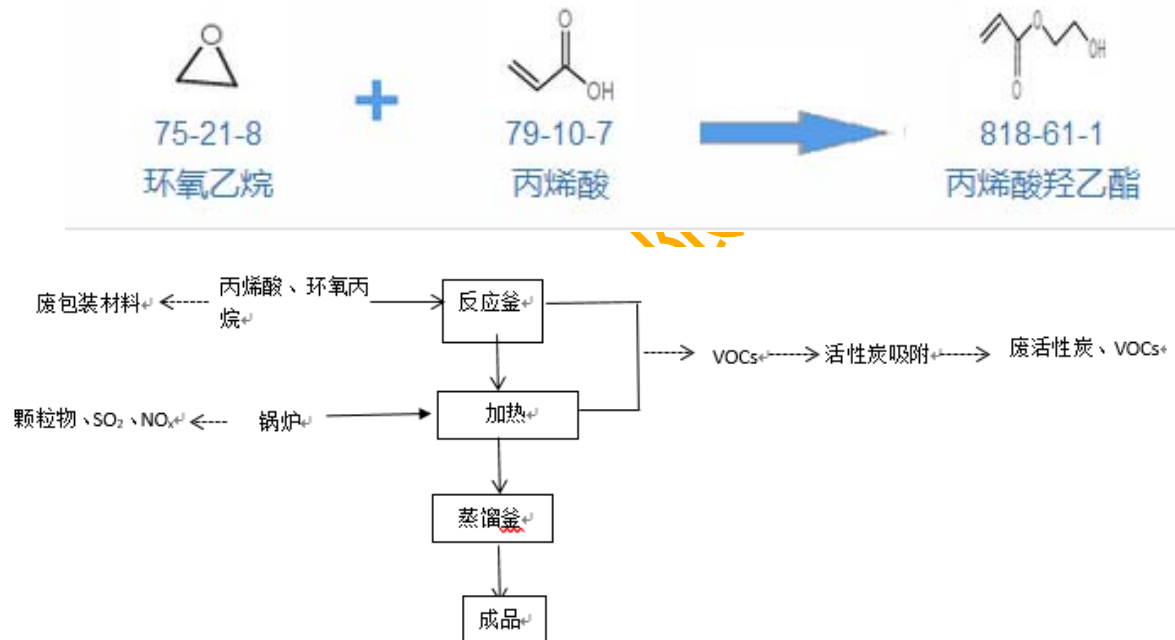 O
+
O
OH
O
OH
O
75-21-8
79-10-7
818-61-1
环氧乙烷
丙烯酸
丙烯酸羟乙酯
废包装材料
丙烯酸、环氧丙
烷
反应釜
VOCs
活性炭吸附
废活性炭、VOCs
颗粒物、SO₂、NOₓ
锅炉
加热
蒸馏釜
成品